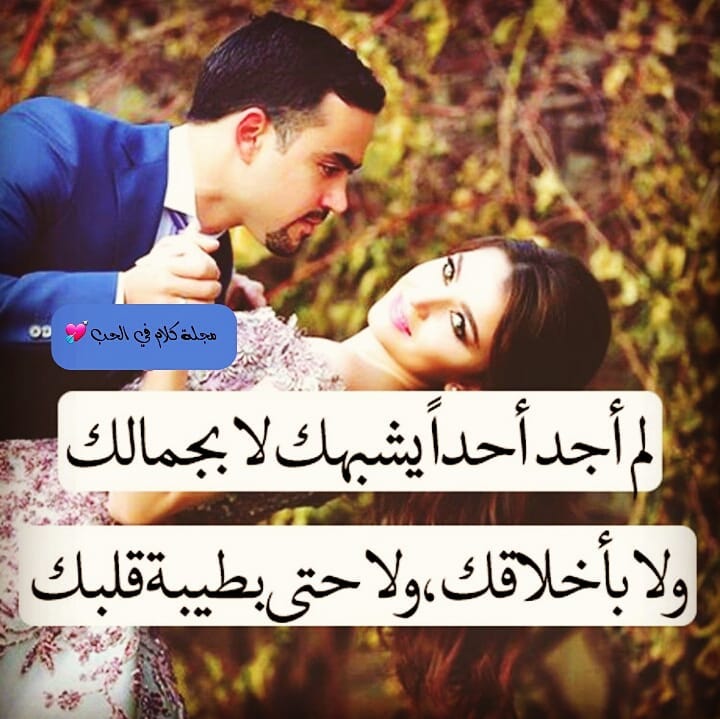 مجلة كلام في الحب 💘
لم أجد أحداً يشبهك لا بجمالك
ولا بأخلاقك،ولا حتى بطيبة قلبك